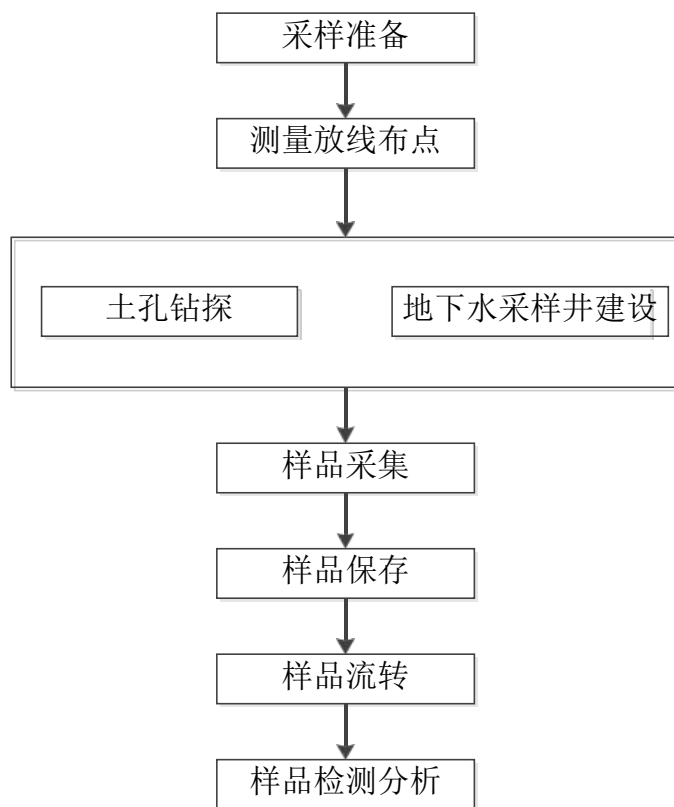 采样准备
测量放线布点
土孔钻探
地下水采样井建设
样品采集
样品保存
样品流转
样品检测分析